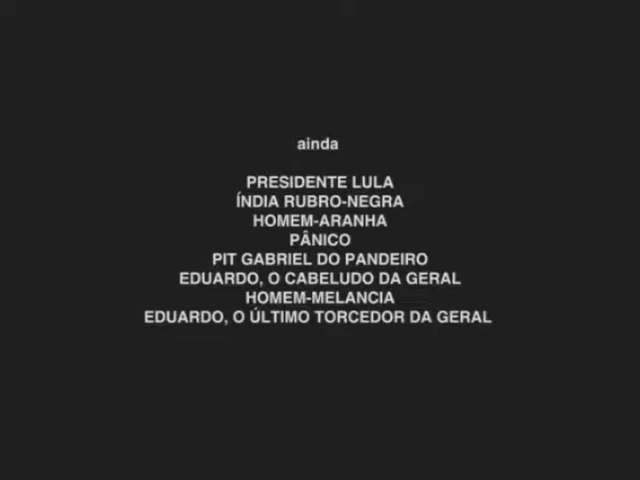 ainda
PRESIDENTE LULA
ÍNDIA RUBRO-NEGRA
HOMEM-ARANHA
PÂNICO
PIT GABRIEL DO PANDEIRO
EDUARDO, O CABELUDO DA GERAL
HOMEM-MELANCIA
EDUARDO, O ÚLTIMO TORCEDOR DA GERAL